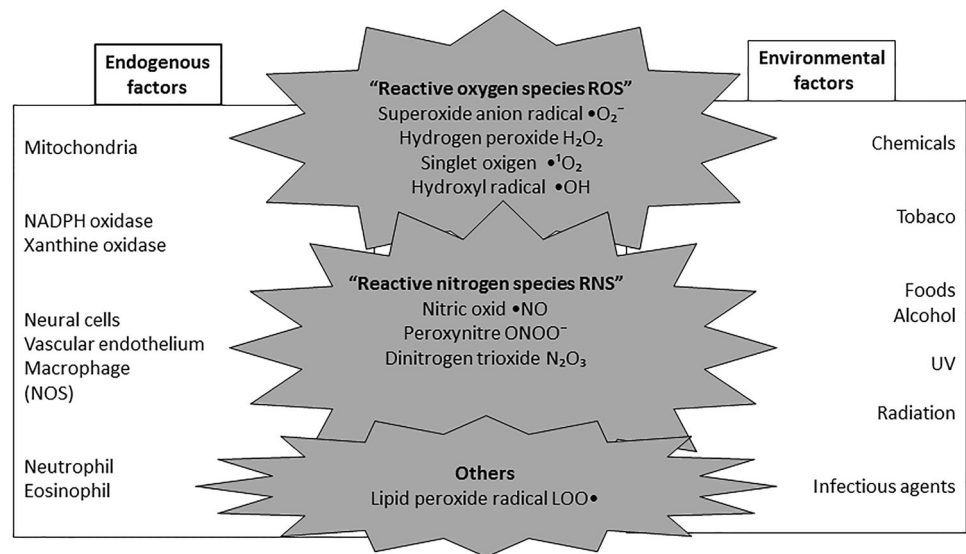 Endogenous
factors
Mitochondria
NADPH oxidase
Xanthine oxidase
Neural cells
Vascular endothelium
Macrophage
(NOS)
Neutrophil
Eosinophil
“Reactive oxygen species ROS”
Superoxide anion radical •O₂⁻
Hydrogen peroxide H₂O₂
Singlet oxigen •¹O₂
Hydroxyl radical •OH
“Reactive nitrogen species RNS”
Nitric oxid •NO
Peroxynitre ONOO⁻
Dinitrogen trioxide N₂O₃
Others
Lipid peroxide radical LOO•
Environmental
factors
Chemicals
Tobaco
Foods
Alcohol
UV
Radiation
Infectious agents